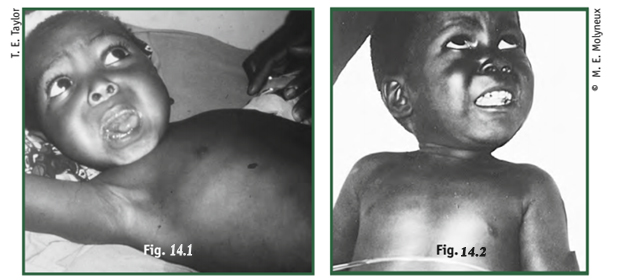 T. E. Taylor
Fig. 14.1
© M. E. Molyneux
Fig. 14.2